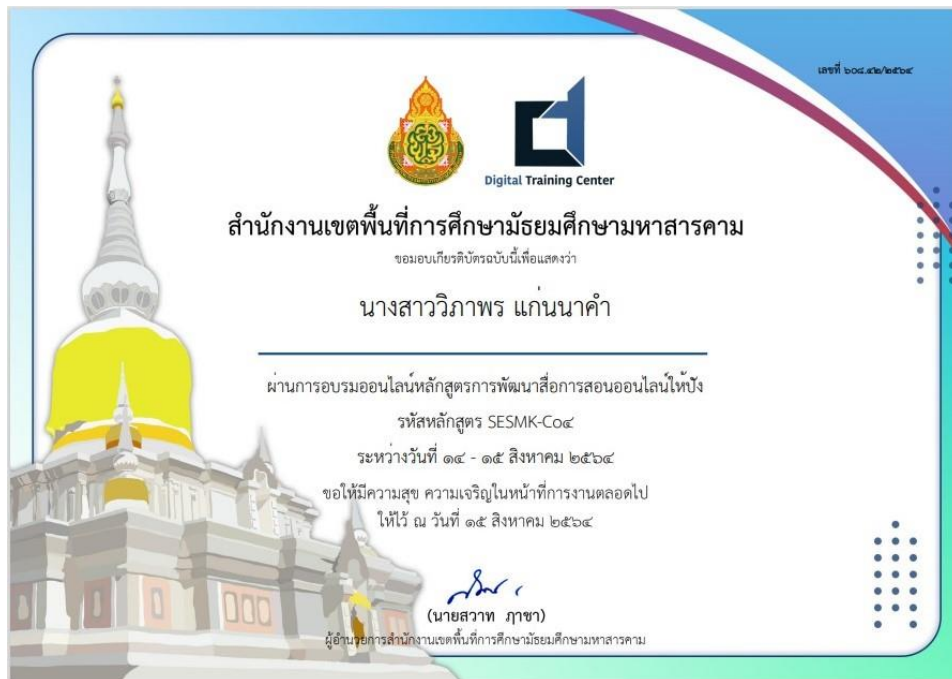 เลขที่ ๖๐๘.๔๒/๒๕๖๔
Digital Training Center
สำนักงานเขตพื้นที่การศึกษามัธยมศึกษามหาสารคาม
ขอมอบเกียรติบัตรฉบับนี้เพื่อแสดงว่า
นางสาววิภาพร แก่นนาคำ
ผ่านการอบรมออนไลน์หลักสูตรการพัฒนาสื่อการสอนออนไลน์ให้ปัง
รหัสหลักสูตร SESMK-Co๔
ระหว่างวันที่ ๑๔ - ๑๕ สิงหาคม ๒๕๖๔
ขอให้มีความสุข ความเจริญในหน้าที่การงานตลอดไป
ให้ไว้ ณ วันที่ ๑๕ สิงหาคม ๒๕๖๔
(นายสวาท ฦๅชา)
ผู้อำนวยการสำนักงานเขตพื้นที่การศึกษามัธยมศึกษามหาสารคาม